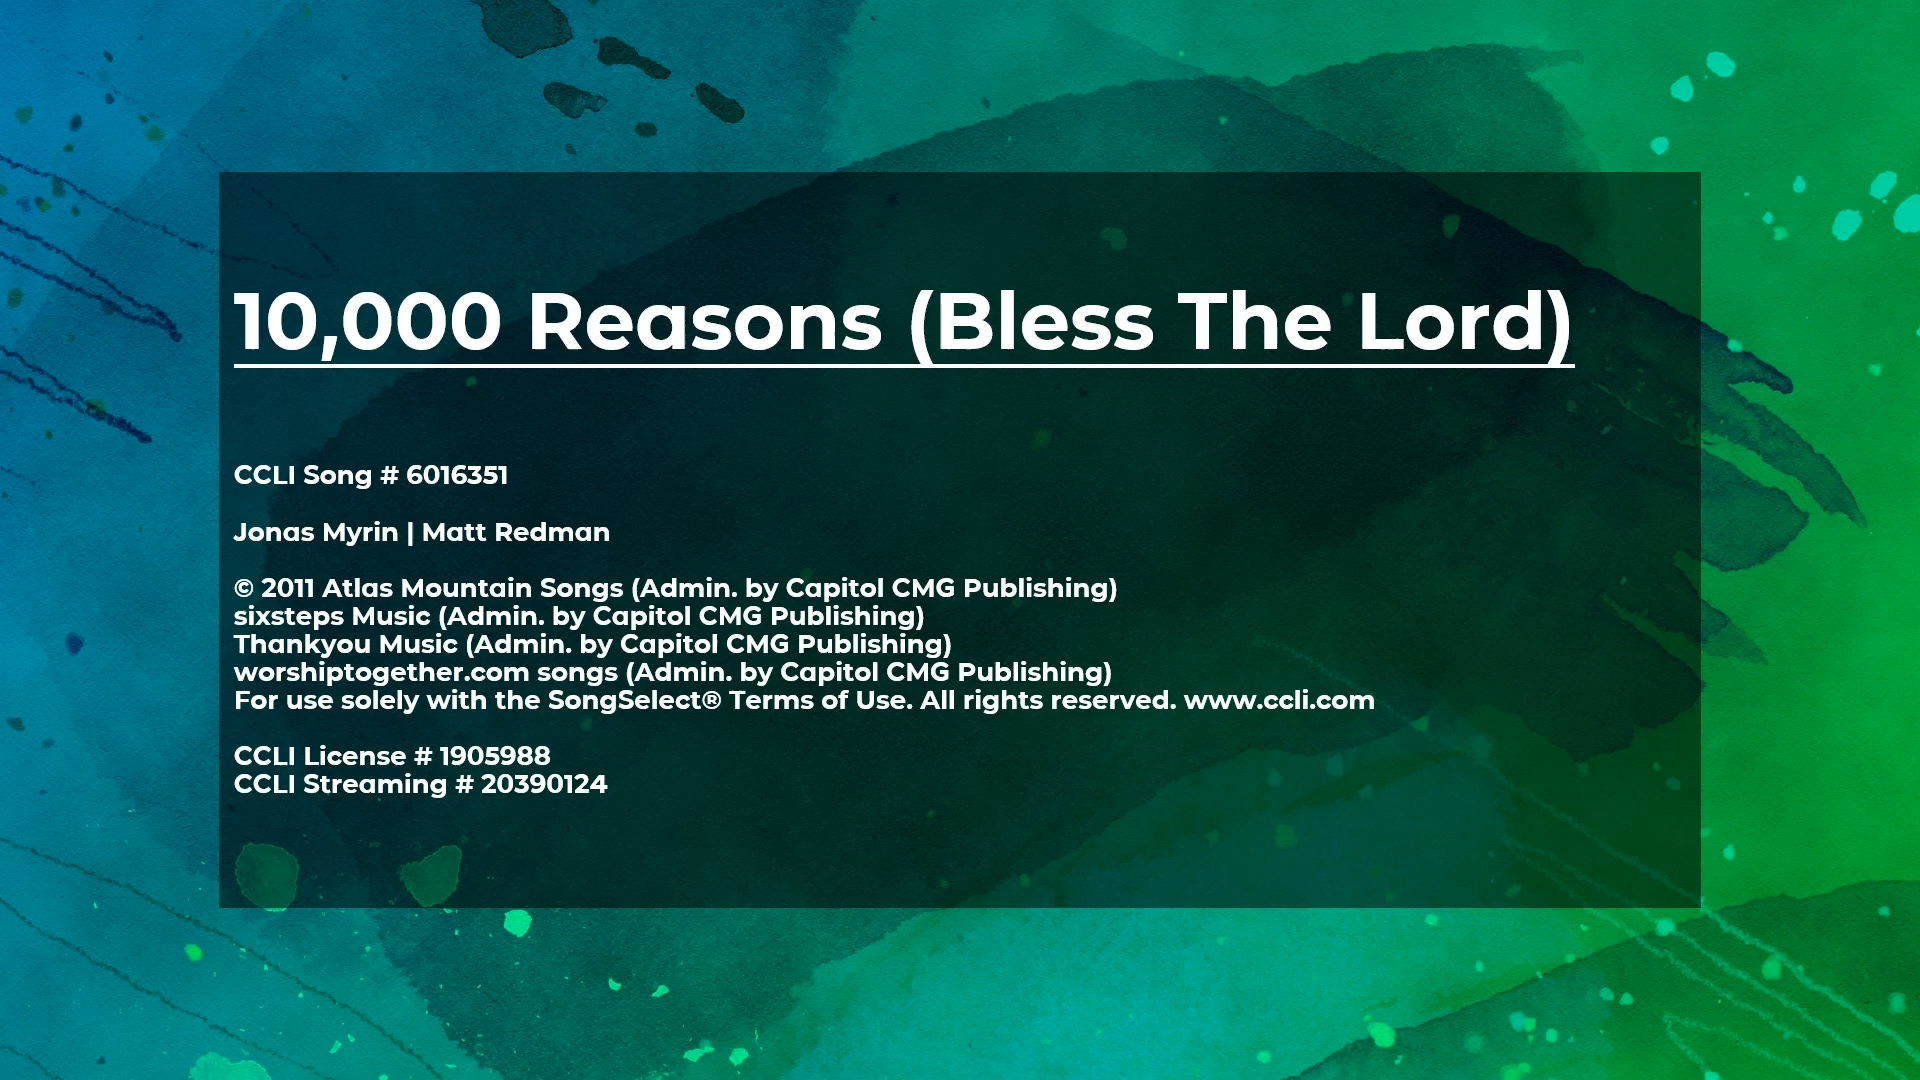 10,000 Reasons (Bless The Lord)
CCLI Song # 6016351
Jonas Myrin | Matt Redman
© 2011 Atlas Mountain Songs (Admin. by Capitol CMG Publishing)
sixsteps Music (Admin. by Capitol CMG Publishing)
Thankyou Music (Admin. by Capitol CMG Publishing)
worshiptogether.com songs (Admin. by Capitol CMG Publishing)
For use solely with the SongSelect® Terms of Use. All rights reserved. www.ccli.com
CCLI License # 1905988
CCLI Streaming # 20390124